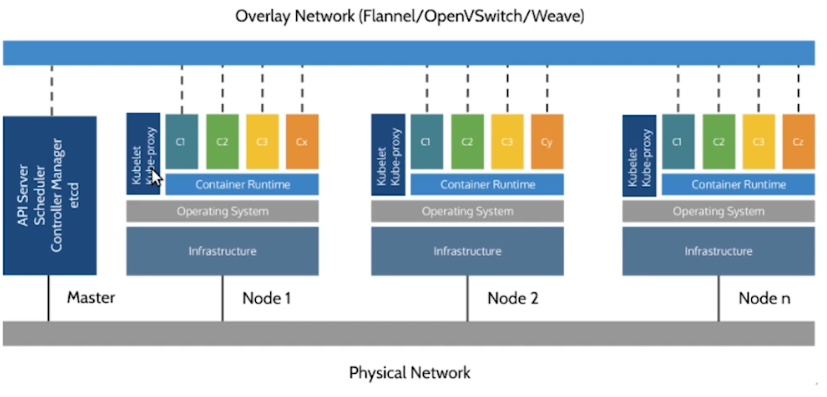 Overlay Network (Flannel/OpenVSwitch/Weave)
API Server
Scheduler
Controller Manager
etcd
Master
Kubelet
Kube-proxy
C1
C2
C3
Cx
Container Runtime
Operating System
Infrastructure
Node 1
Kubelet
Kube-proxy
C1
C2
C3
Cy
Container Runtime
Operating System
Infrastructure
Node 2
Kubelet
Kube-proxy
C1
C2
C3
Cz
Container Runtime
Operating System
Infrastructure
Node n
Physical Network